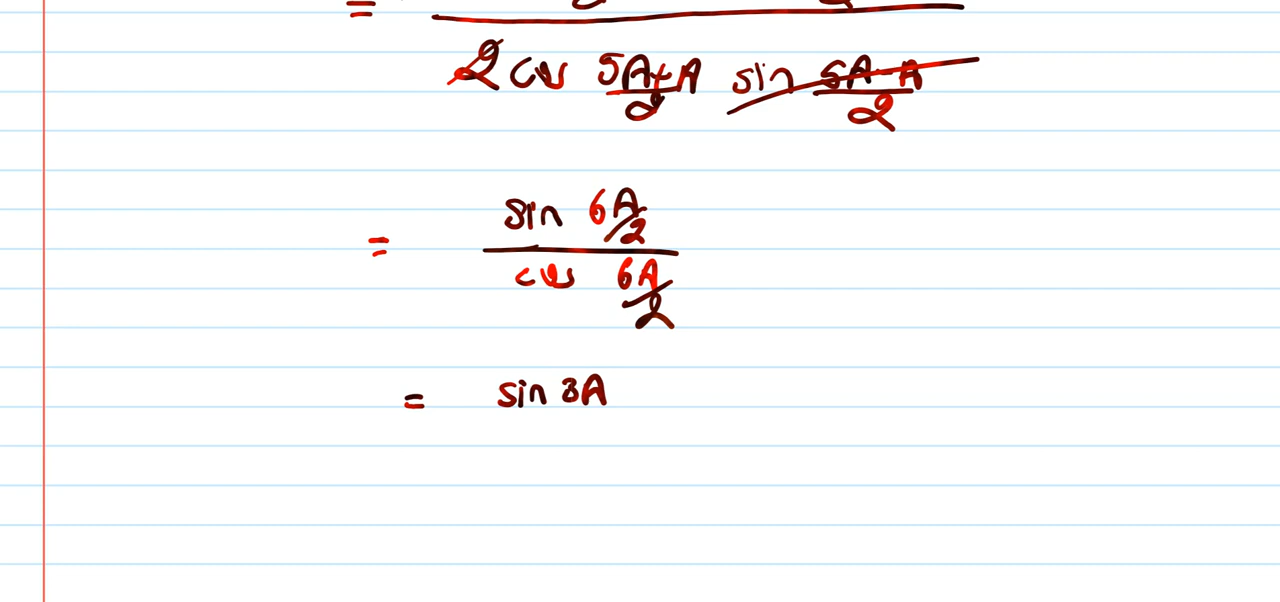 =
2 cos 5A+A/2 sin 5A-A/2
= sin 6A/2 / cos 6A/2
= sin 3A